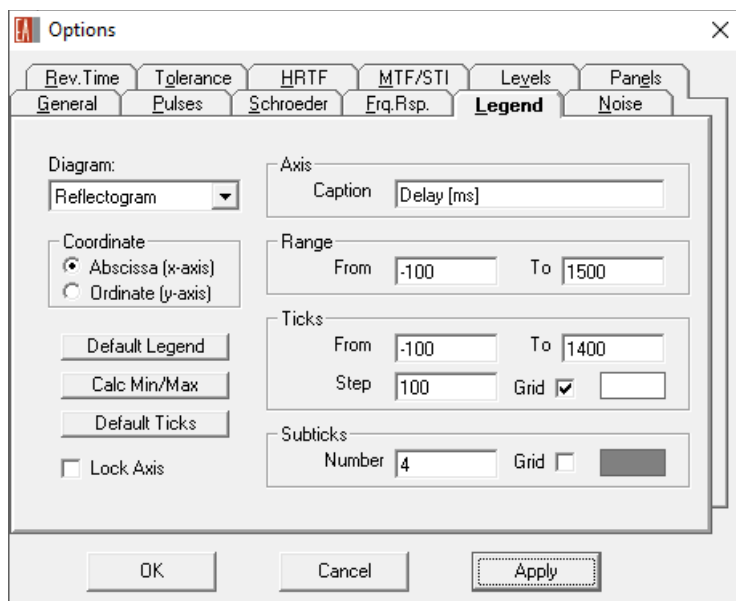 EA Options
Rev.Time Tolerance HRTF MTF/STI Levels Panels
General Pulses Schroeder Frq.Rsp. Legend Noise
Diagram:
Reflectogram
Coordinate
Abscissa (x-axis)
Ordinate (y-axis)
Default Legend
Calc Min/Max
Default Ticks
Lock Axis
Axis
Caption Delay [ms]
Range
From -100 To 1500
Ticks
From -100 To 1400
Step 100 Grid
Subticks
Number 4 Grid
OK Cancel Apply